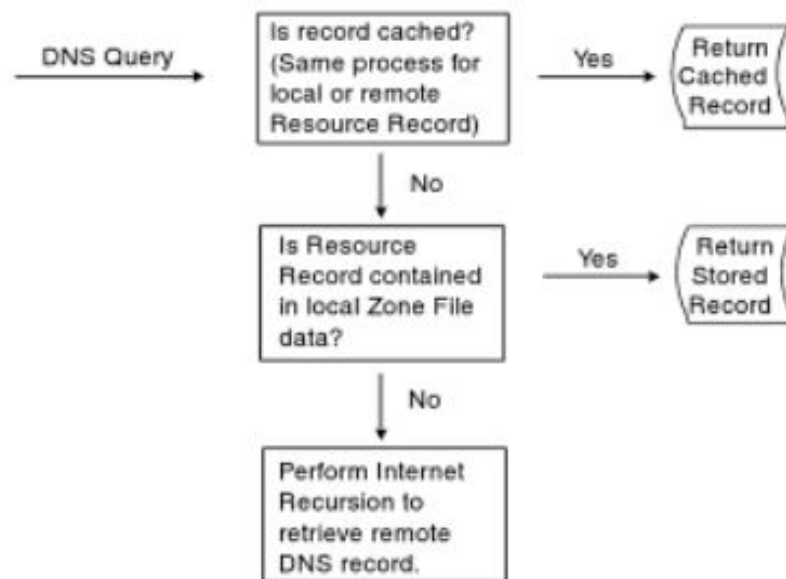 DNS Query
Is record cached?
(Same process for
local or remote
Resource Record)
Yes
Return
Cached
Record
No
Is Resource
Record contained
in local Zone File
data?
Yes
Return
Stored
Record
No
Perform Internet
Recursion to
retrieve remote
DNS record.